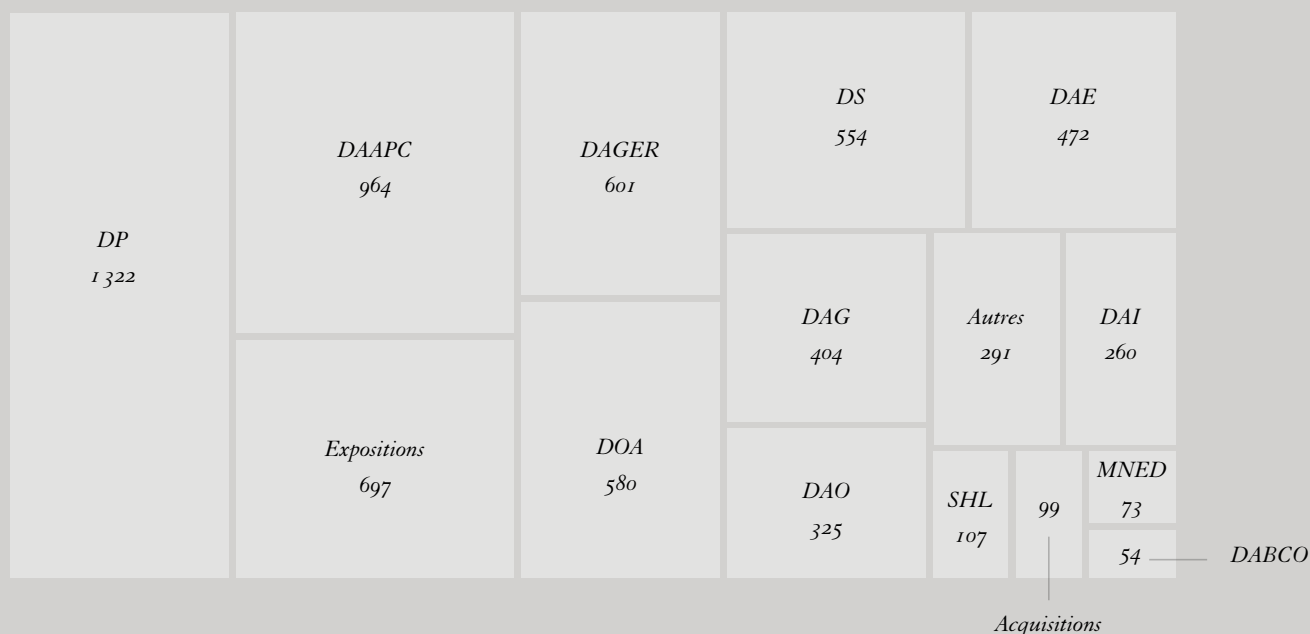 DP
1 322
DAAPC
964
Expositions
697
DAGER
601
DOA
580
DS
554
DAE
472
DAG
404
Autres
291
DAI
260
DAO
325
SHL
107
99
Acquisitions
MNED
73
54
DABCO